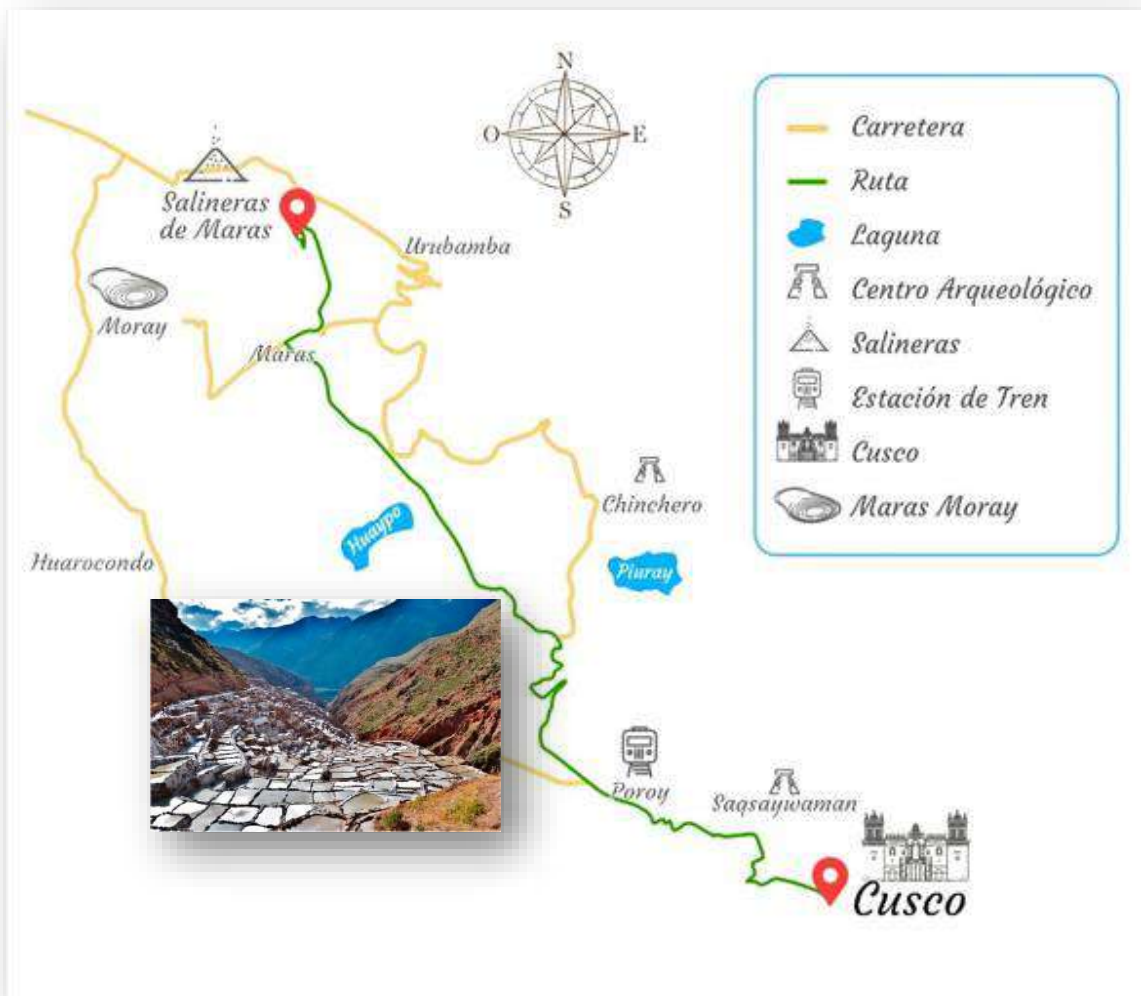 N
O
E
S
Carretera
Ruta
Laguna
Centro Arqueológico
Salineras
Estación de Tren
Cusco
Maras Moray
Salineras
de Maras
Urubamba
Moray
Maras
Chinchero
Huaypo
Piuray
Huarocondo
Poroy
Saqsaywaman
Cusco